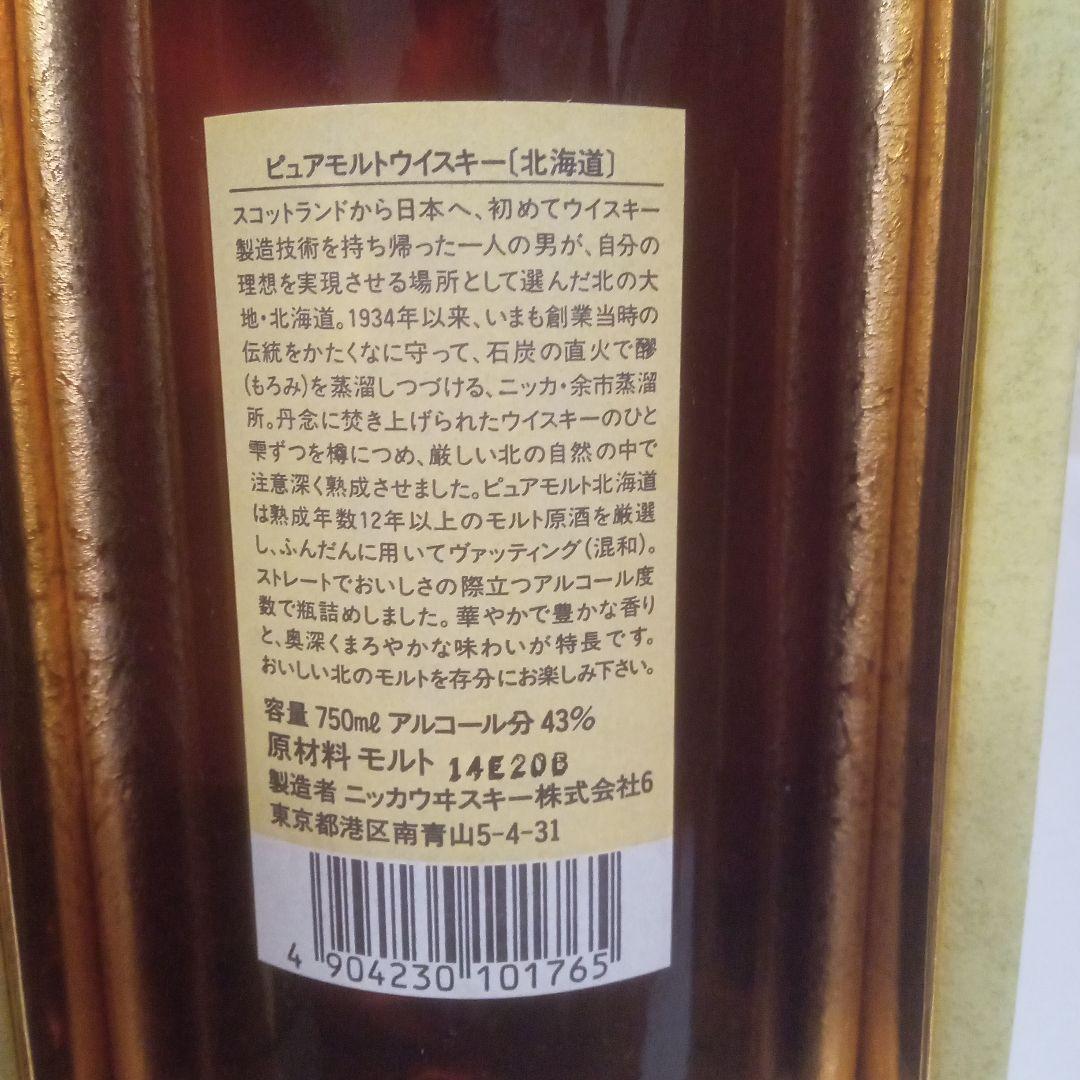 ピュアモルトウイスキー〔北海道〕
スコットランドから日本へ、初めてウイスキー
製造技術を持ち帰った一人の男が、自分の
理想を実現させる場所として選んだ北の大
地・北海道。1934年以来、いまも創業当時の
伝統をかたくなに守って、石炭の直火で醪
(もろみ)を蒸溜しつづける、ニッカ・余市蒸溜
所。丹念に焚き上げられたウイスキーのひと
雫ずつを樽につめ、厳しい北の自然の中で
注意深く熟成させました。ピュアモルト北海道
は熟成年数12年以上のモルト原酒を厳選
し、ふんだんに用いてヴァッティング(混和)。
ストレートでおいしさの際立つアルコール度
数で瓶詰めしました。華やかで豊かな香り
と、奥深くまろやかな味わいが特長です。
おいしい北のモルトを存分にお楽しみ下さい。
容量 750mℓ アルコール分 43%
原材料 モルト 14E20B
製造者 ニッカウヰスキー株式会社6
東京都港区南青山5-4-31
4 904230 101765